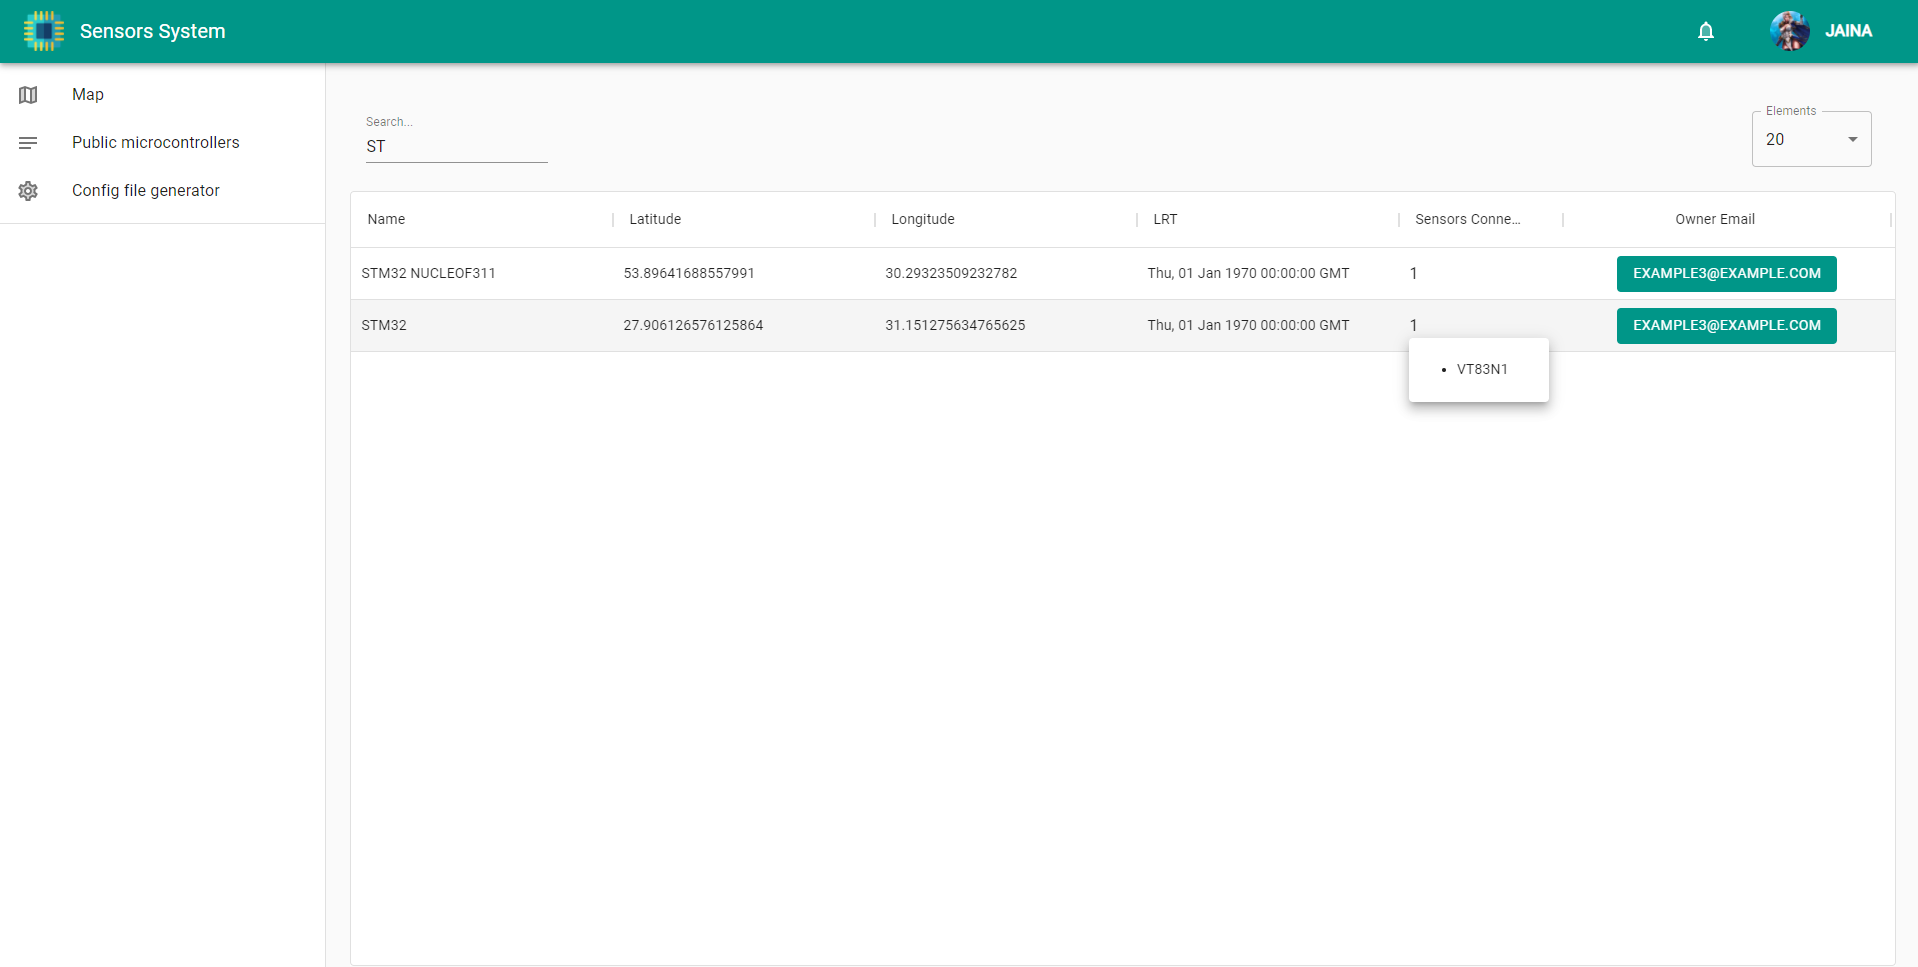 Sensors System
JAINA
Map
Public microcontrollers
Config file generator
Search...
ST
Elements
20
Name Latitude Longitude LRT Sensors Conne... Owner Email
STM32 NUCLEOF311 53.89641688557991 30.29323509232782 Thu, 01 Jan 1970 00:00:00 GMT 1 EXAMPLE3@EXAMPLE.COM
STM32 27.906126576125864 31.151275634765625 Thu, 01 Jan 1970 00:00:00 GMT 1 EXAMPLE3@EXAMPLE.COM
• VT83N1